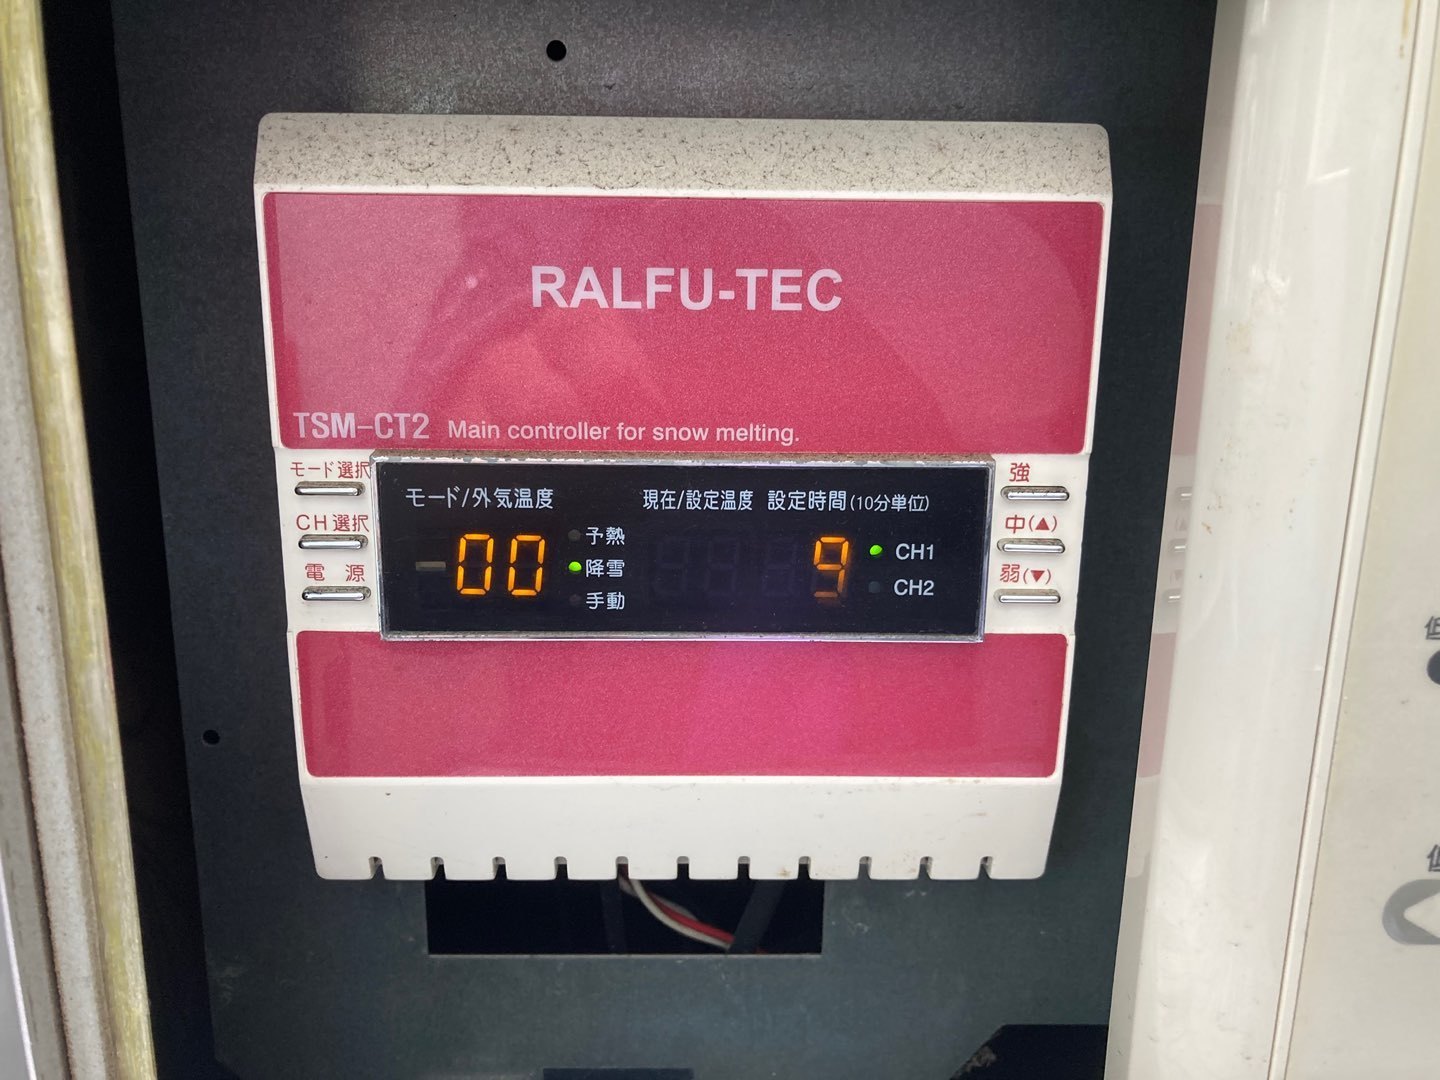 RALFU-TEC
TSM-CT2 Main controller for snow melting.
モード選択
CH選択
電 源
モード/外気温度
現在/設定温度 設定時間(10分単位)
00
予熱
降雪
手動
9
CH1
CH2
強
中(▲)
弱(▼)